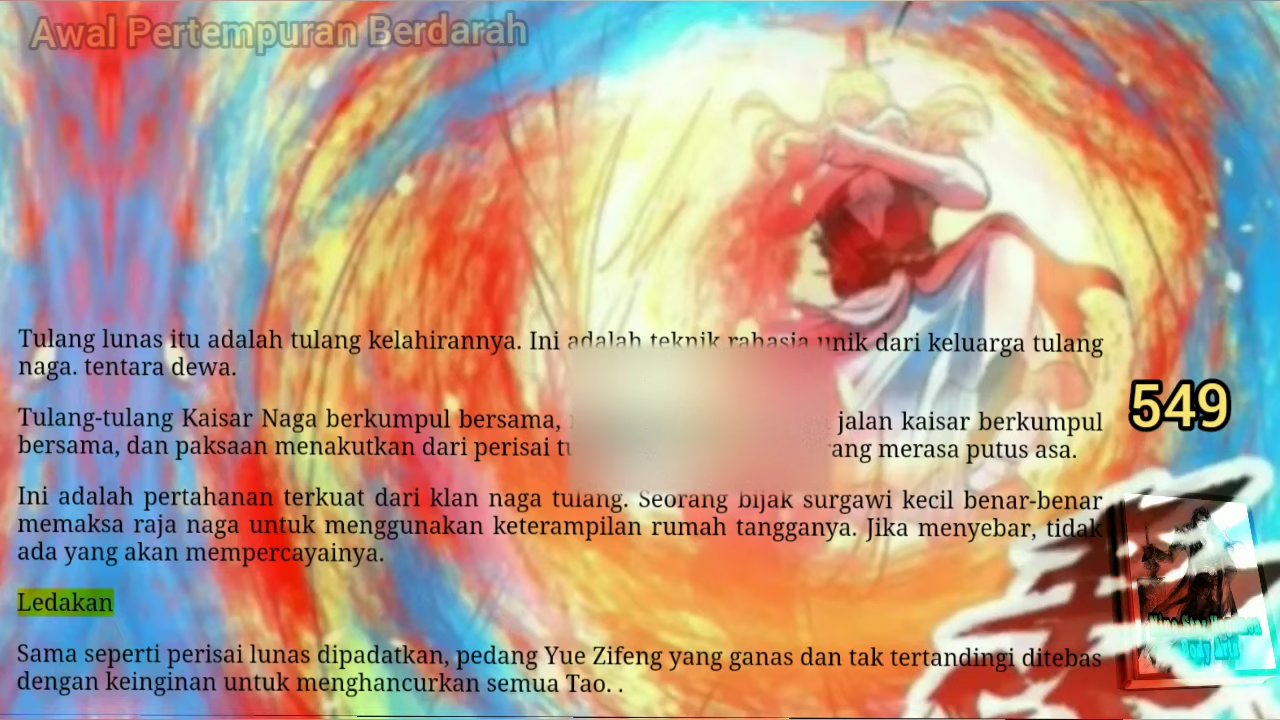 Awal Pertempuran Berdarah
Tulang lunas itu adalah tulang kelahirannya. Ini adalah teknik rahasia unik dari keluarga tulang
naga. tentara dewa.
Tulang-tulang Kaisar Naga berkumpul bersama, jalan kaisar berkumpul
bersama, dan paksaan menakutkan dari perisai merasa putus asa.
549
Ini adalah pertahanan terkuat dari klan naga tulang. Seorang bijak surgawi kecil benar-benar
memaksa raja naga untuk menggunakan keterampilan rumah tangganya. Jika menyebar, tidak
ada yang akan mempercayainya.
Ledakan
Sama seperti perisai lunas dipadatkan, pedang Yue Zifeng yang ganas dan tak tertandingi ditebas
dengan keinginan untuk menghancurkan semua Tao. .